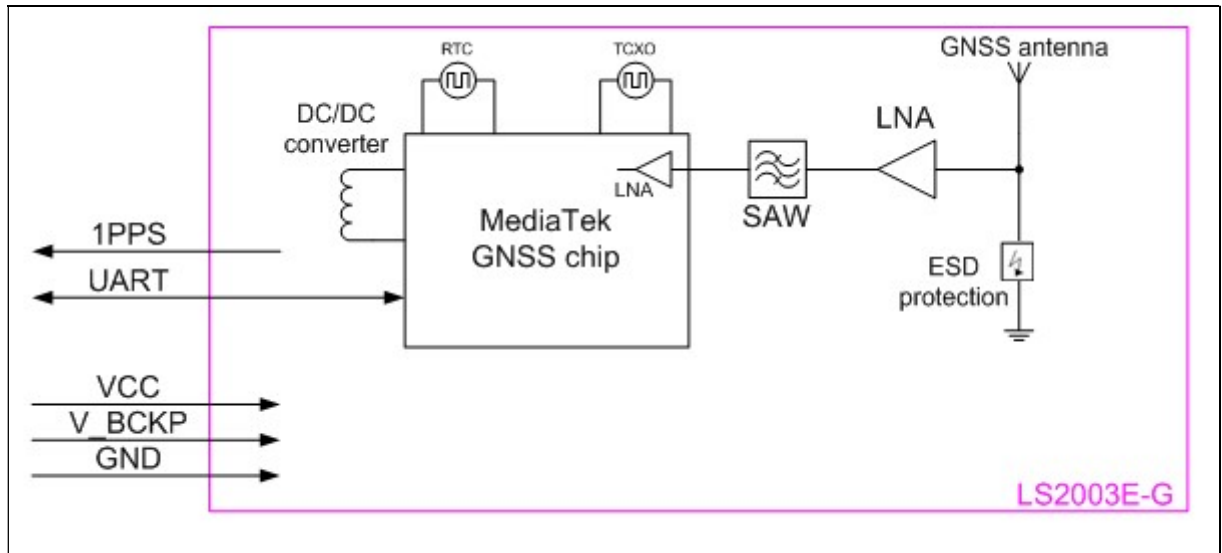 RTC
TCXO
GNSS antenna
DC/DC
converter
LNA
LNA
SAW
MediaTek
GNSS chip
1PPS
UART
ESD
protection
VCC
V_BCKP
GND
LS2003E-G